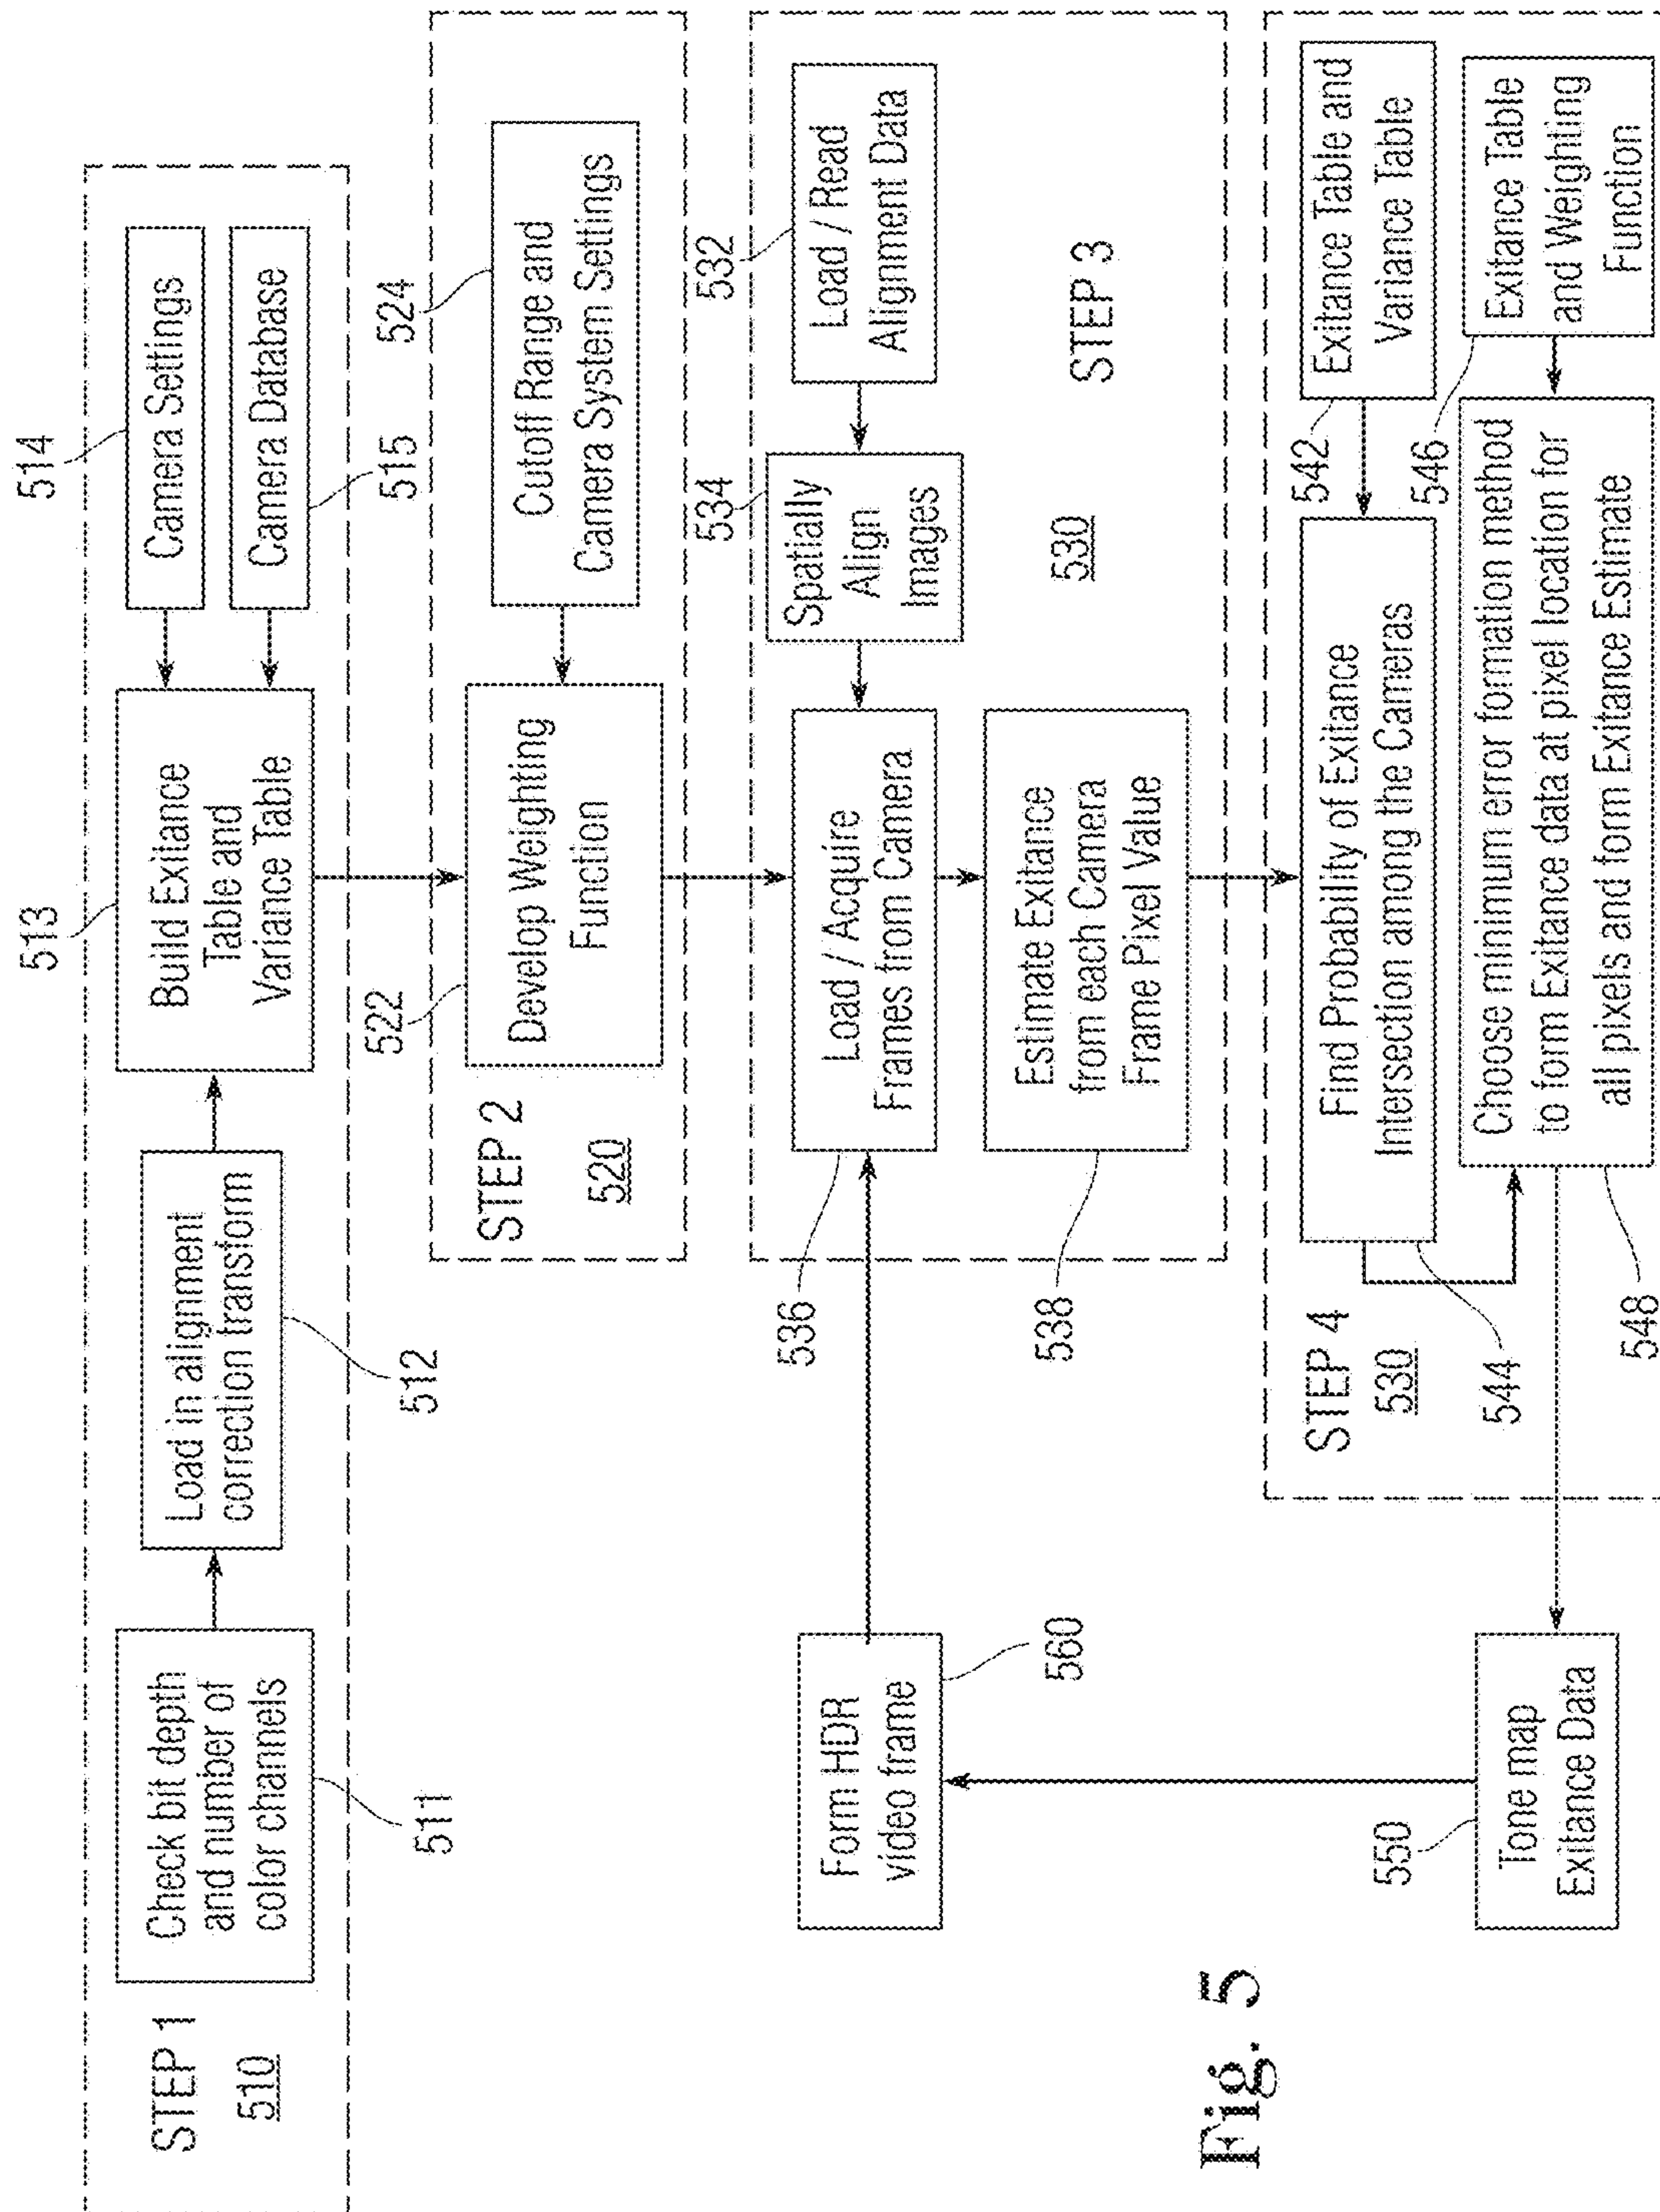 STEP 1
510
Check bit depth
and number of
color channels
511
Load in alignment
correction transform
512
513
Build Exitance
Table and
Variance Table
514
Camera Settings
Camera Database
515
STEP 2
520
522
Develop Weighting
Function
524
Cutoff Range and
Camera System Settings
532
Load / Read
Alignment Data
534
Spatially
Align
Images
STEP 3
530
Load / Acquire
Frames from Camera
536
Estimate Exitance
from each Camera
Frame Pixel Value
538
Form HDR
video frame
560
STEP 4
530
Exitance Table and
Variance Table
542
Find Probability of Exitance
Intersection among the Cameras
544
Exitance Table
and Weighting
Function
546
Choose minimum error formation method
to form Exitance data at pixel location for
all pixels and form Exitance Estimate
548
550
Tone map
Exitance Data
Fig. 5